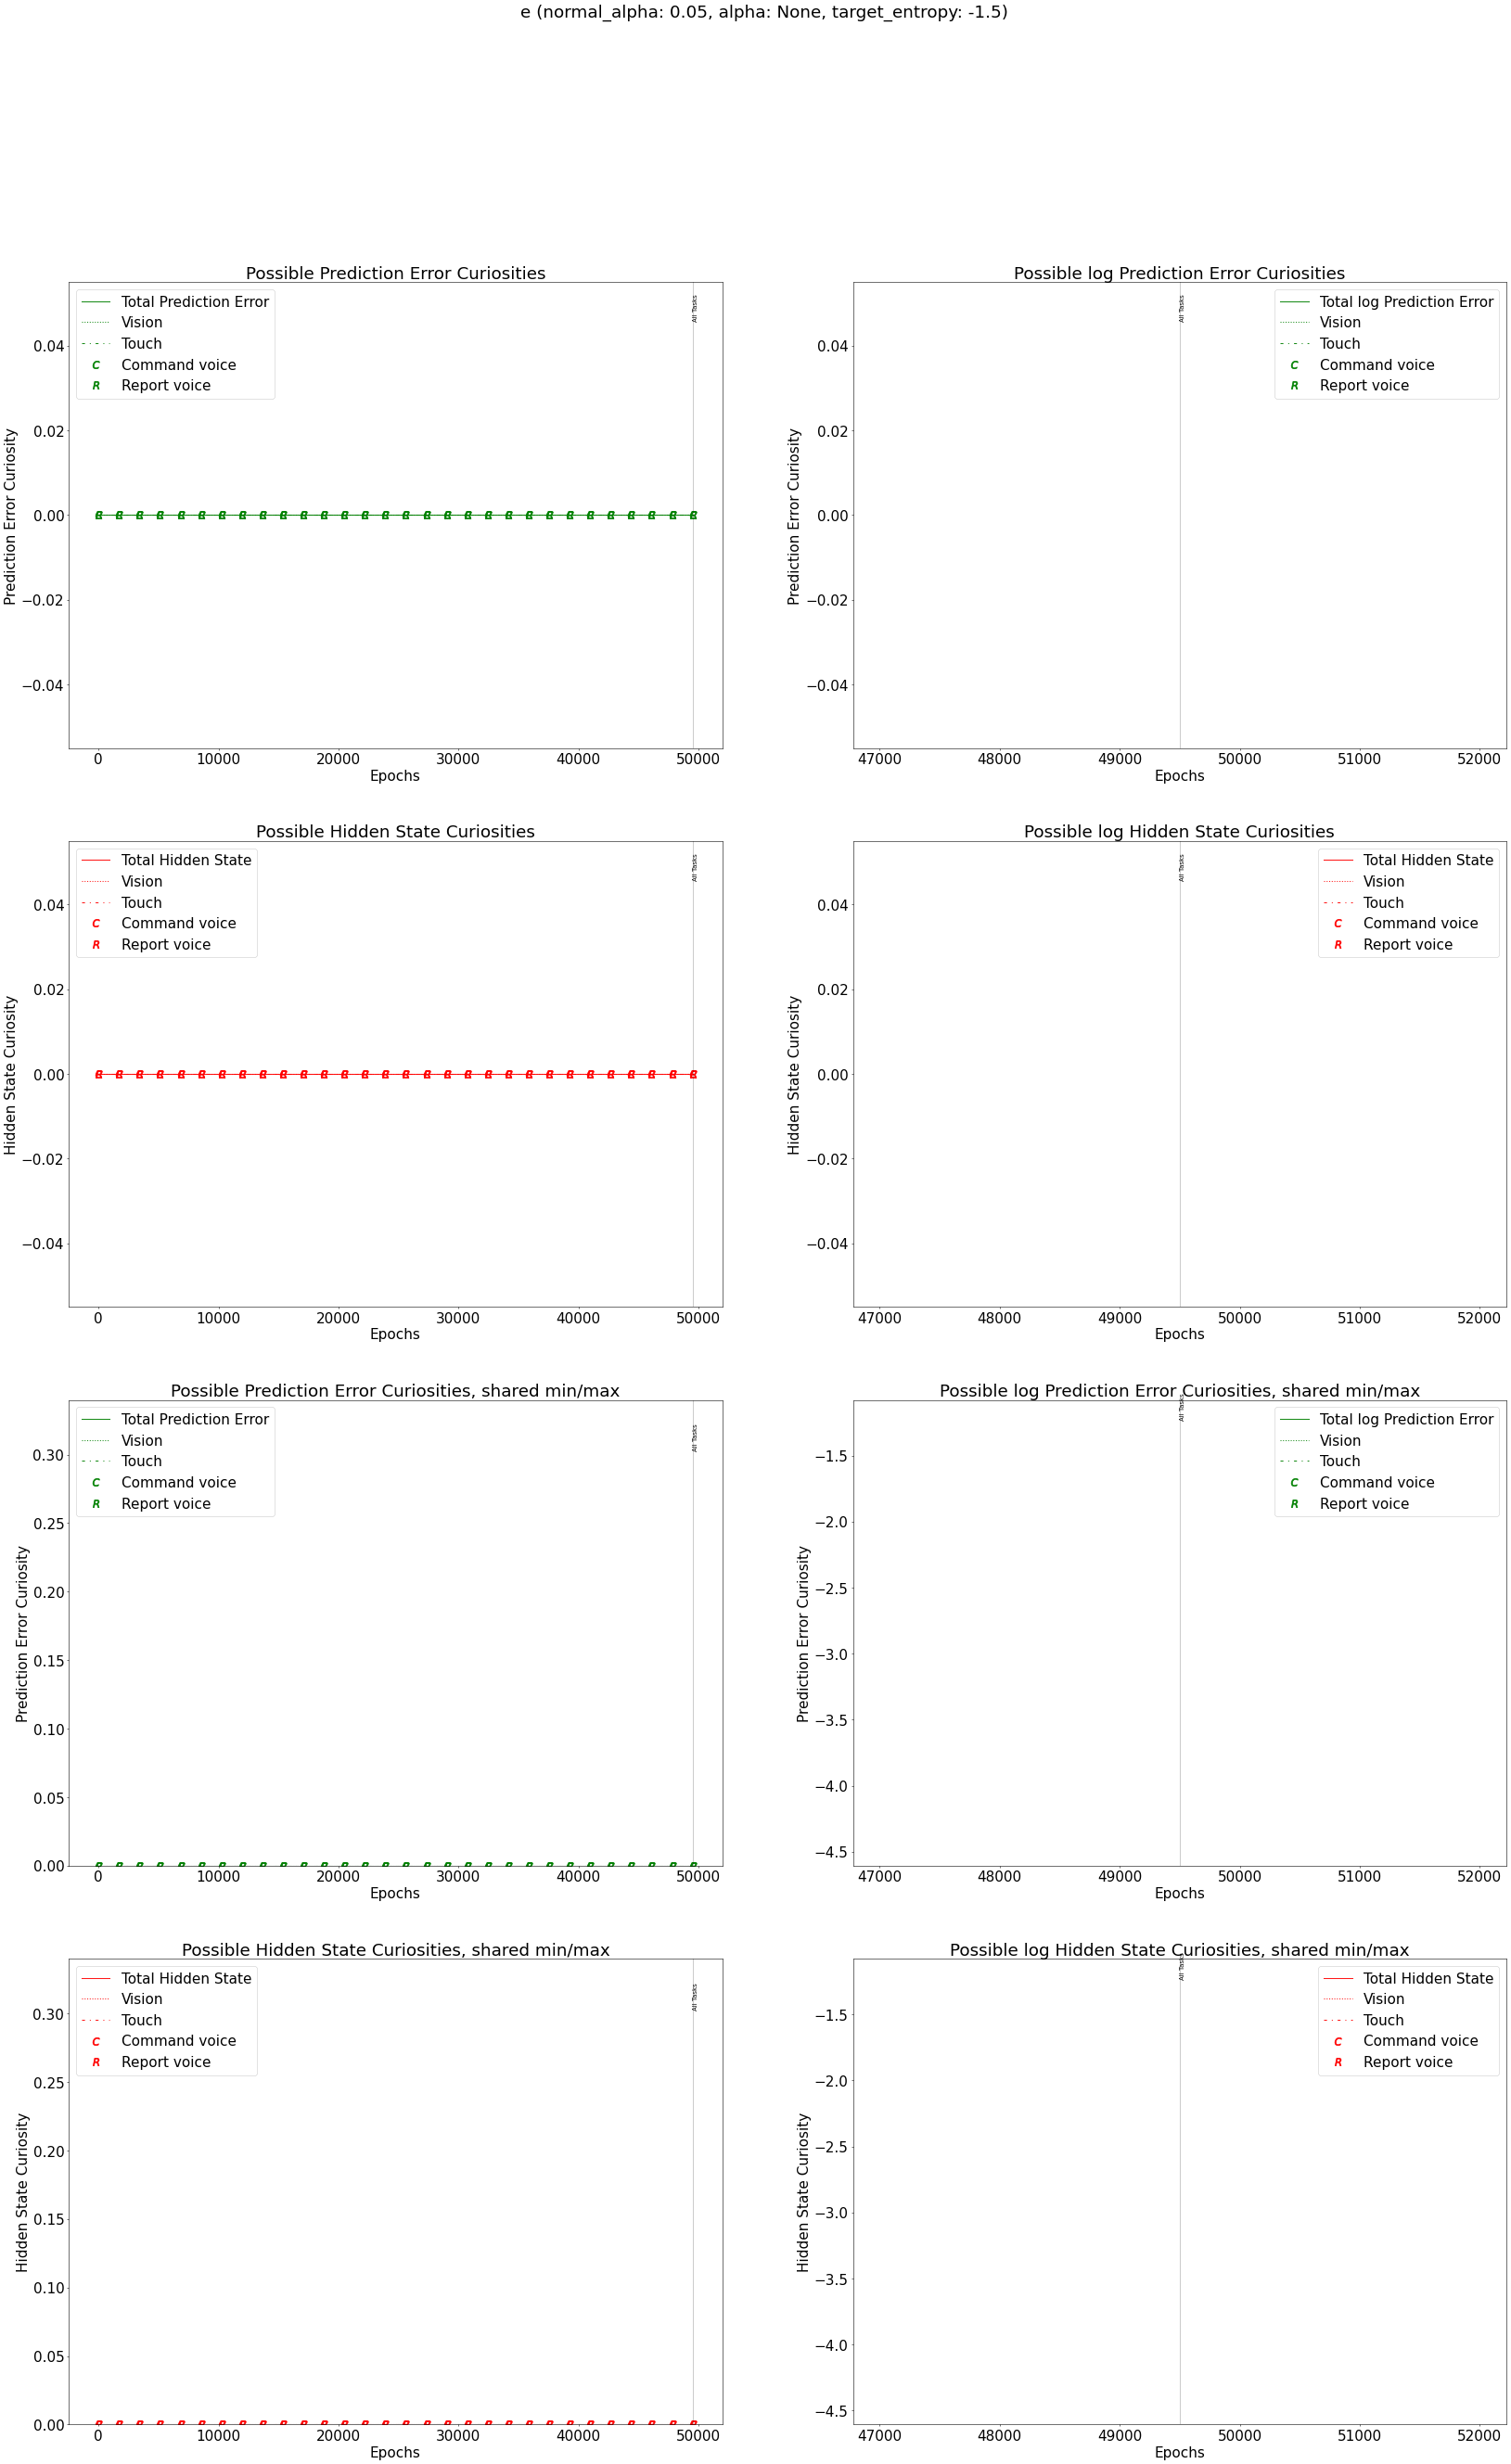 e (normal_alpha: 0.05, alpha: None, target_entropy: -1.5)
Possible Prediction Error Curiosities
Total Prediction Error
Vision
Touch
C Command voice
R Report voice
All Tasks
0.04
0.02
0.00
−0.02
−0.04
Prediction Error Curiosity
0 10000 20000 30000 40000 50000
Epochs
Possible log Prediction Error Curiosities
Total log Prediction Error
Vision
Touch
C Command voice
R Report voice
All Tasks
0.04
0.02
0.00
−0.02
−0.04
Prediction Error Curiosity
47000 48000 49000 50000 51000 52000
Epochs
Possible Hidden State Curiosities
Total Hidden State
Vision
Touch
C Command voice
R Report voice
All Tasks
0.04
0.02
0.00
−0.02
−0.04
Hidden State Curiosity
0 10000 20000 30000 40000 50000
Epochs
Possible log Hidden State Curiosities
Total Hidden State
Vision
Touch
C Command voice
R Report voice
All Tasks
0.04
0.02
0.00
−0.02
−0.04
Hidden State Curiosity
47000 48000 49000 50000 51000 52000
Epochs
Possible Prediction Error Curiosities, shared min/max
Total Prediction Error
Vision
Touch
C Command voice
R Report voice
All Tasks
0.30
0.25
0.20
0.15
0.10
0.05
0.00
Prediction Error Curiosity
0 10000 20000 30000 40000 50000
Epochs
Possible log Prediction Error Curiosities, shared min/max
Total log Prediction Error
Vision
Touch
C Command voice
R Report voice
All Tasks
−1.5
−2.0
−2.5
−3.0
−3.5
−4.0
−4.5
Prediction Error Curiosity
47000 48000 49000 50000 51000 52000
Epochs
Possible Hidden State Curiosities, shared min/max
Total Hidden State
Vision
Touch
C Command voice
R Report voice
All Tasks
0.30
0.25
0.20
0.15
0.10
0.05
0.00
Hidden State Curiosity
0 10000 20000 30000 40000 50000
Epochs
Possible log Hidden State Curiosities, shared min/max
Total Hidden State
Vision
Touch
C Command voice
R Report voice
All Tasks
−1.5
−2.0
−2.5
−3.0
−3.5
−4.0
−4.5
Hidden State Curiosity
47000 48000 49000 50000 51000 52000
Epochs